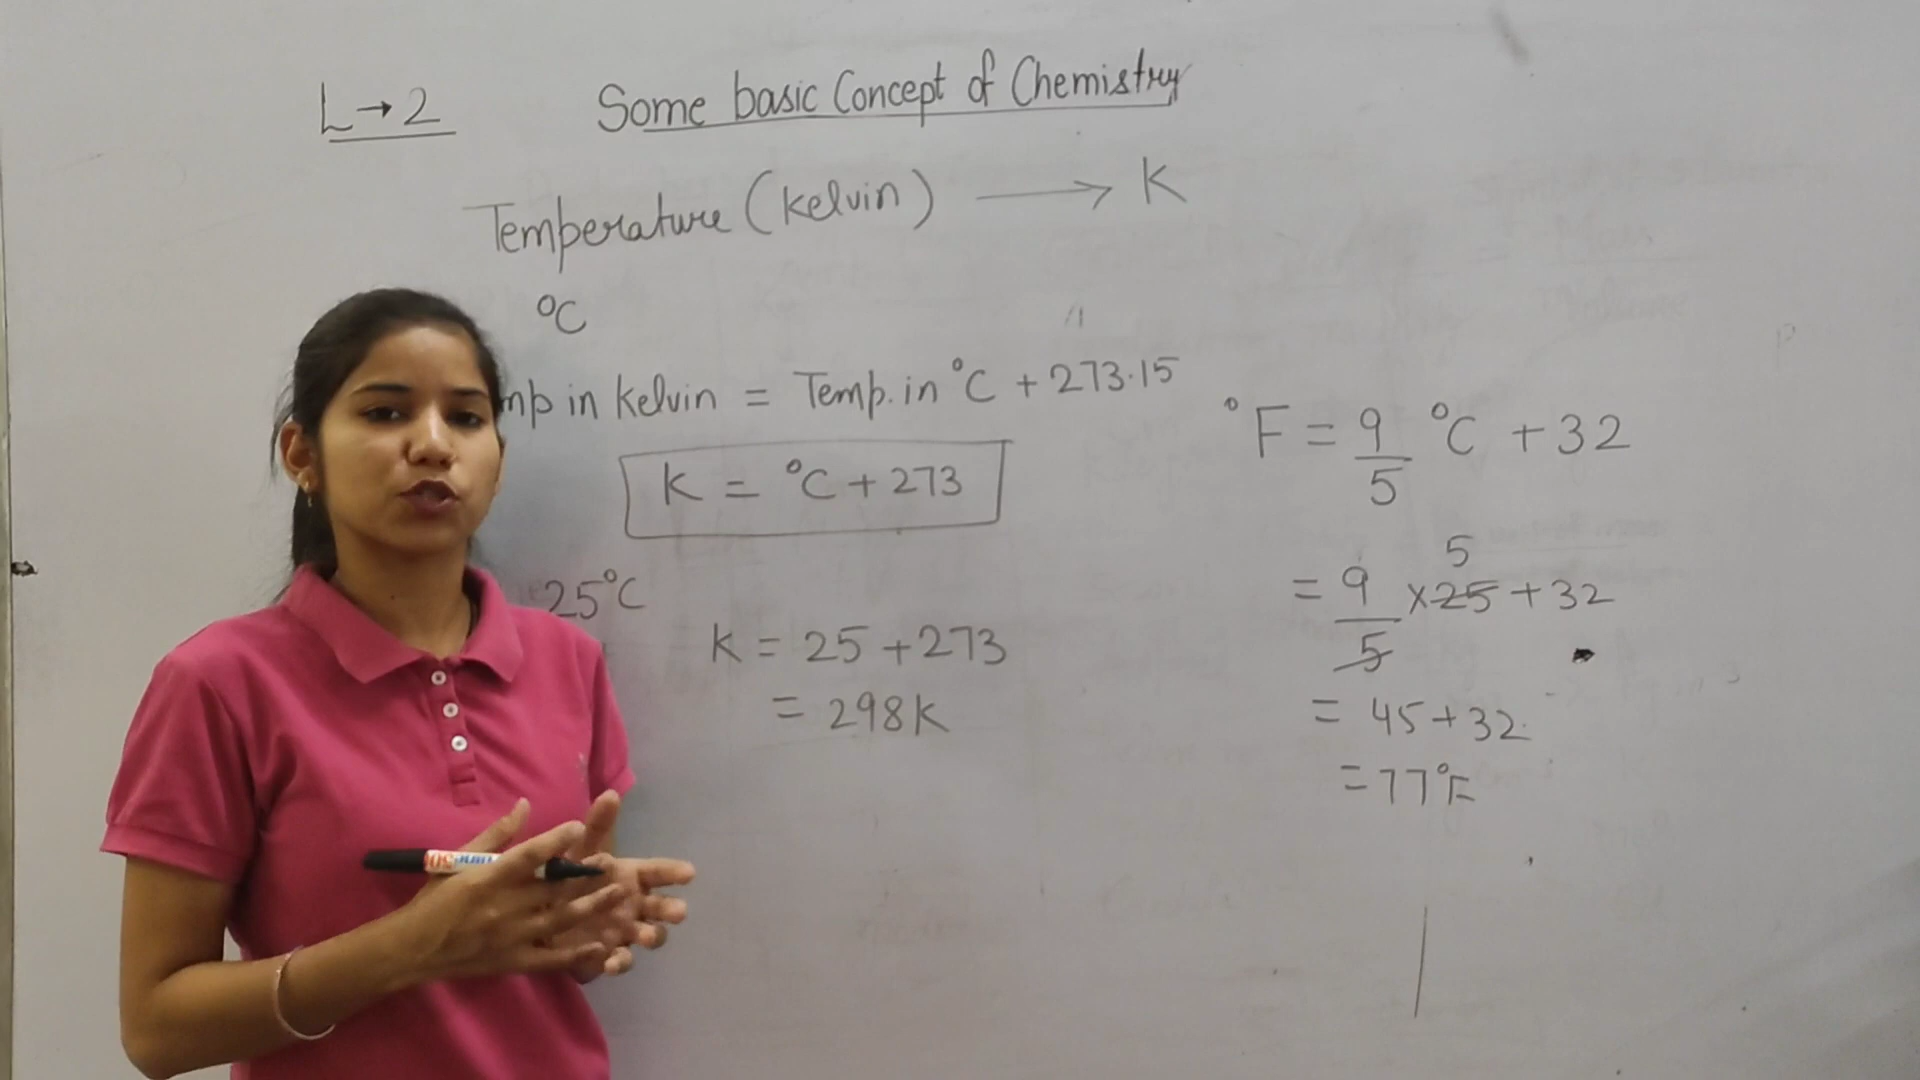 L → 2 Some basic Concept of Chemistry
Temperature (Kelvin) → K
°C
in Kelvin = Temp. in °C + 273.15
K = °C + 273
25°C
K = 25 + 273
= 298K
°F = 9/5 °C + 32
= 9/5 × 25 + 32
5
= 45 + 32
= 77°F